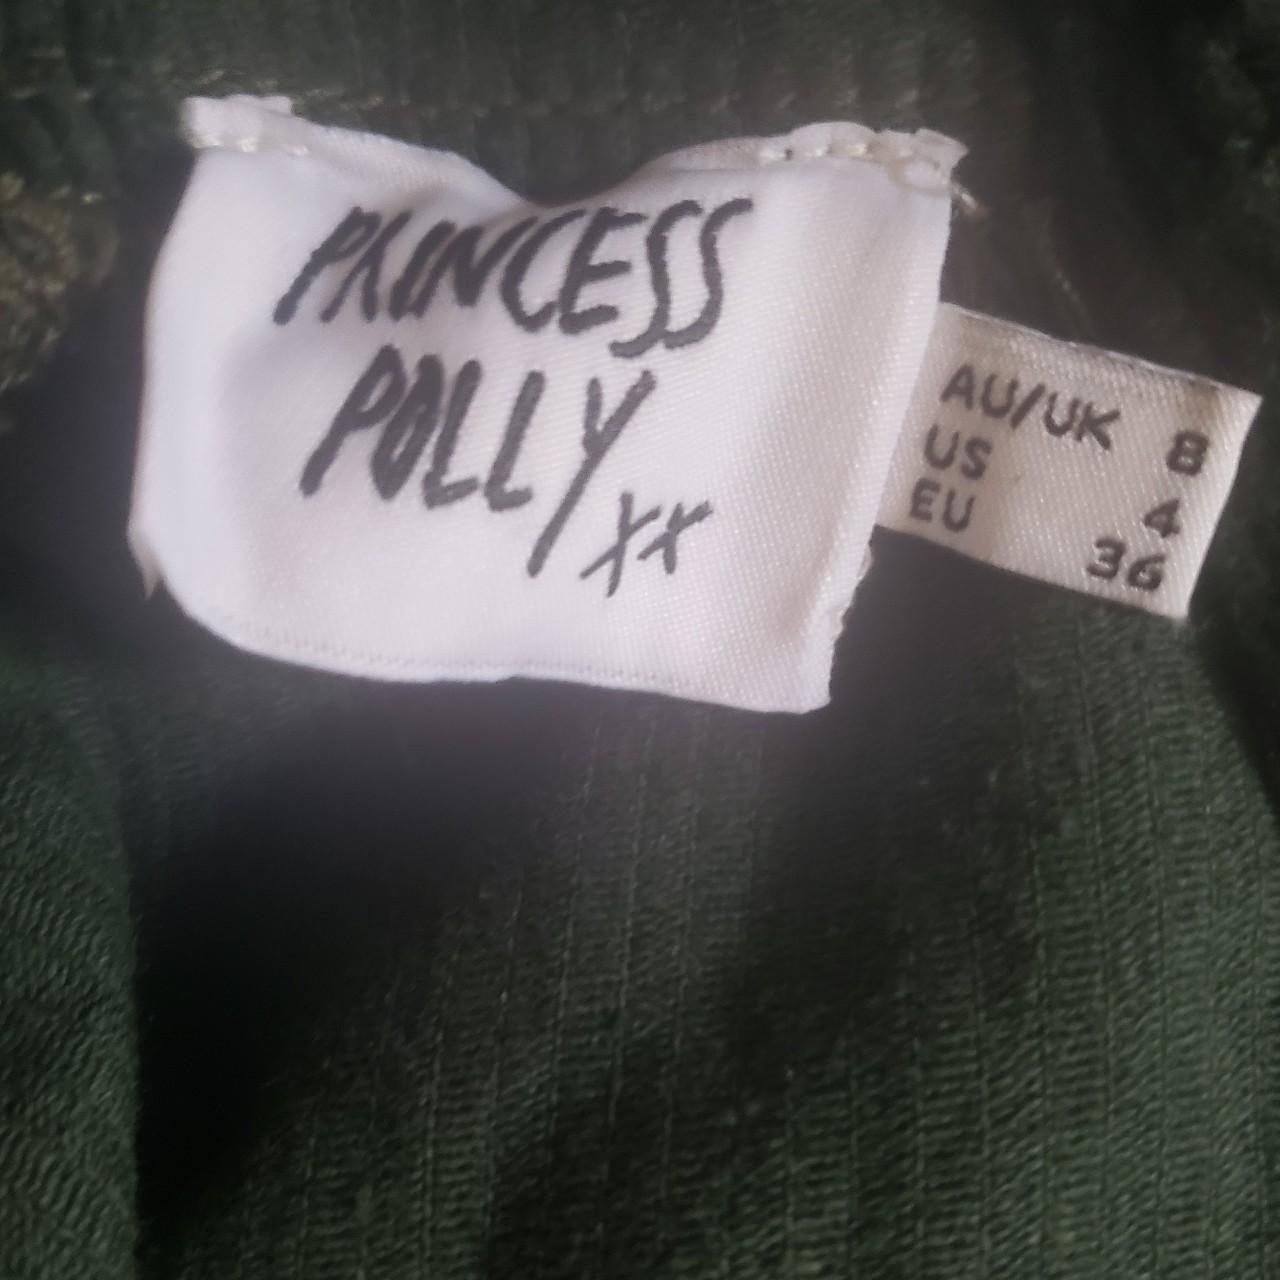 PRINCESS
POLLY
xx
AU/UK 8
US 4
EU 36